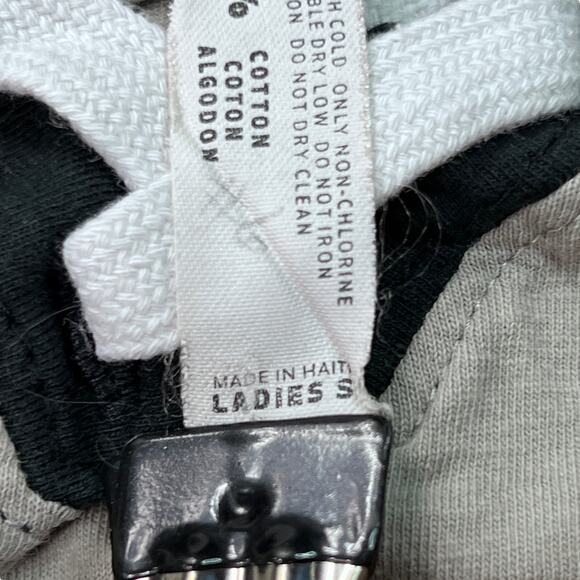 %
COTTON
COTON
ALGODON
H COLD ONLY NON-CHLORINE
BLE DRY LOW DO NOT IRON
ON DO NOT DRY CLEAN
MADE IN HAITI
LADIES S